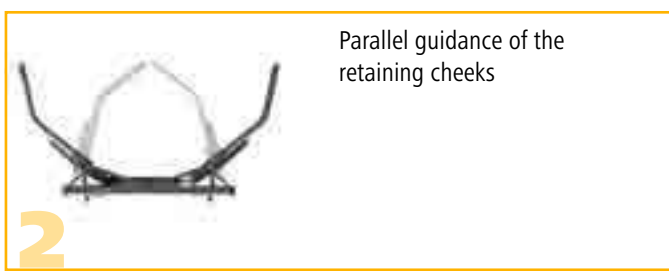 Parallel guidance of the
retaining cheeks
2